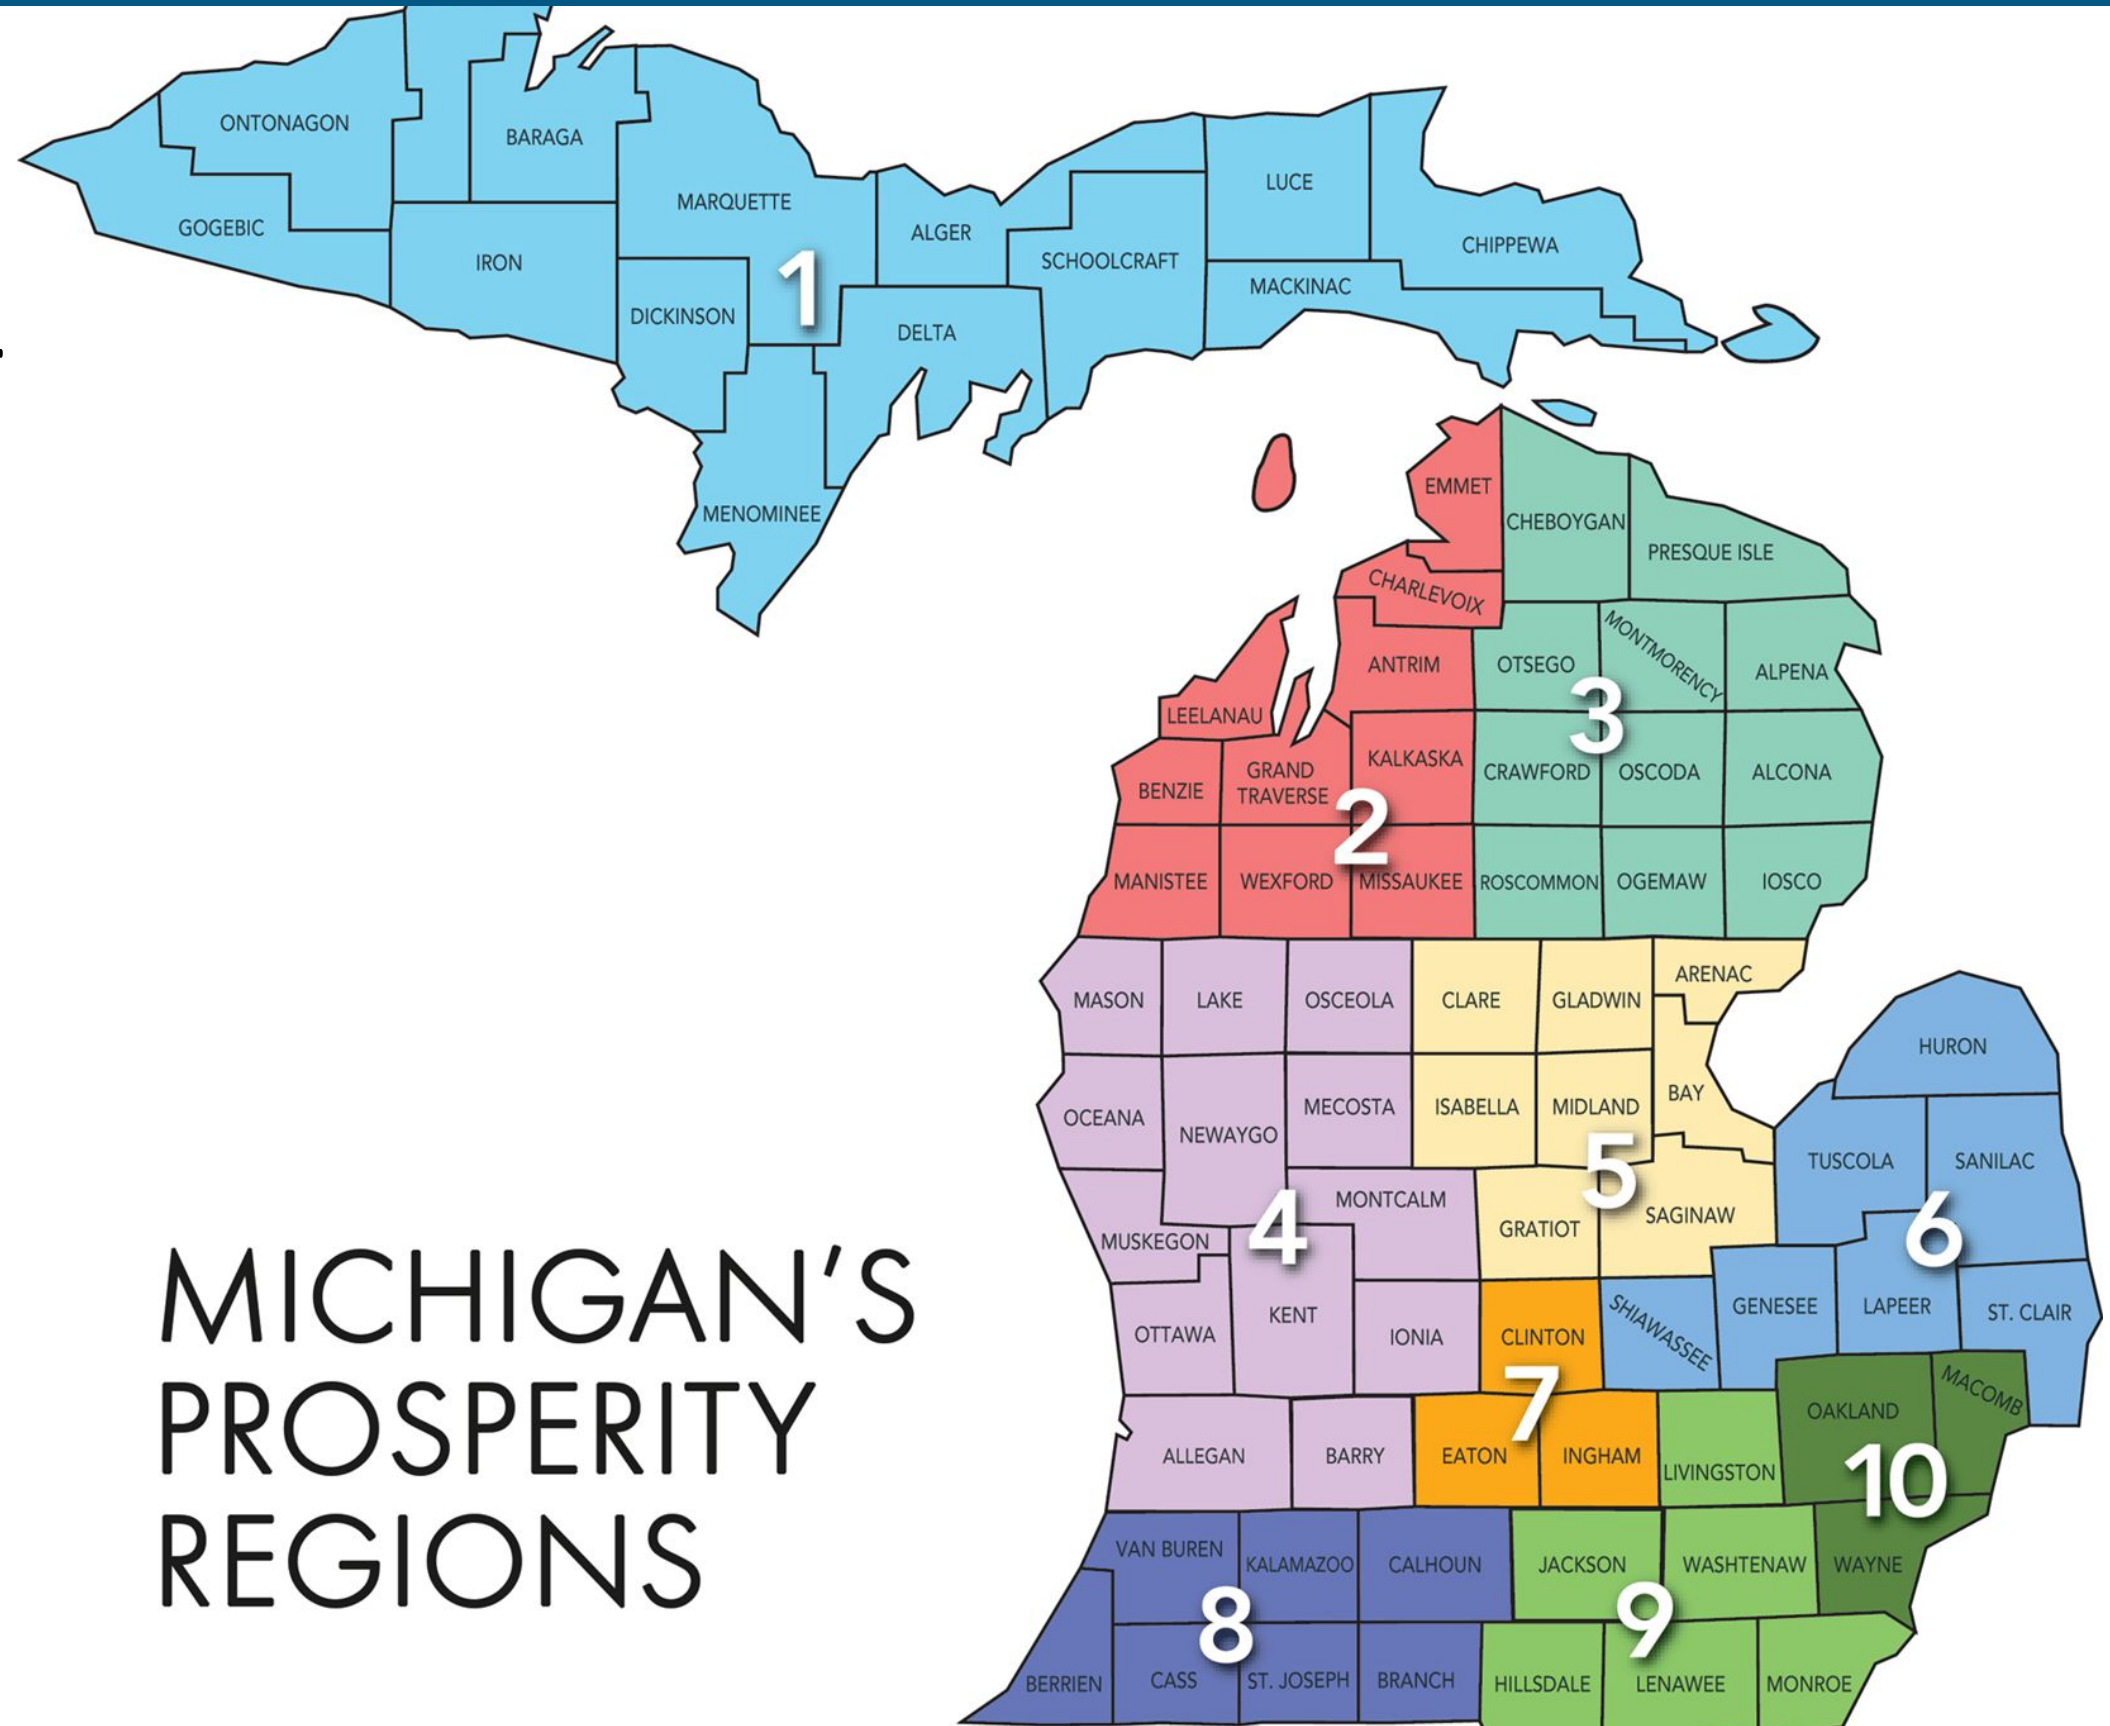 ONTONAGON
BARAGA
GOGEBIC
IRON
MARQUETTE
DICKINSON
1
ALGER
DELTA
SCHOOLCRAFT
LUCE
CHIPPEWA
MACKINAC
MENOMINEE
EMMET
CHEBOYGAN
PRESQUE ISLE
CHARLEVOIX
ANTRIM
OTSEGO
MONTMORENCY
ALPENA
3
LEELANAU
BENZIE
GRAND
TRAVERSE
KALKASKA
CRAWFORD
OSCODA
ALCONA
2
MANISTEE
WEXFORD
MISSAUKEE
ROSCOMMON
OGEMAW
IOSCO
MASON
LAKE
OSCEOLA
CLARE
GLADWIN
ARENAC
HURON
OCEANA
NEWAYGO
MECOSTA
ISABELLA
MIDLAND
BAY
5
TUSCOLA
SANILAC
6
MUSKEGON
4
MONTCALM
GRATIOT
SAGINAW
OTTAWA
KENT
IONIA
CLINTON
SHIAWASSEE
GENESEE
LAPEER
ST. CLAIR
7
ALLEGAN
BARRY
EATON
INGHAM
LIVINGSTON
OAKLAND
MACOMB
10
VAN BUREN
KALAMAZOO
CALHOUN
JACKSON
WASHTENAW
WAYNE
8
9
BERRIEN
CASS
ST. JOSEPH
BRANCH
HILLSDALE
LENAWEE
MONROE
MICHIGAN'S
PROSPERITY
REGIONS